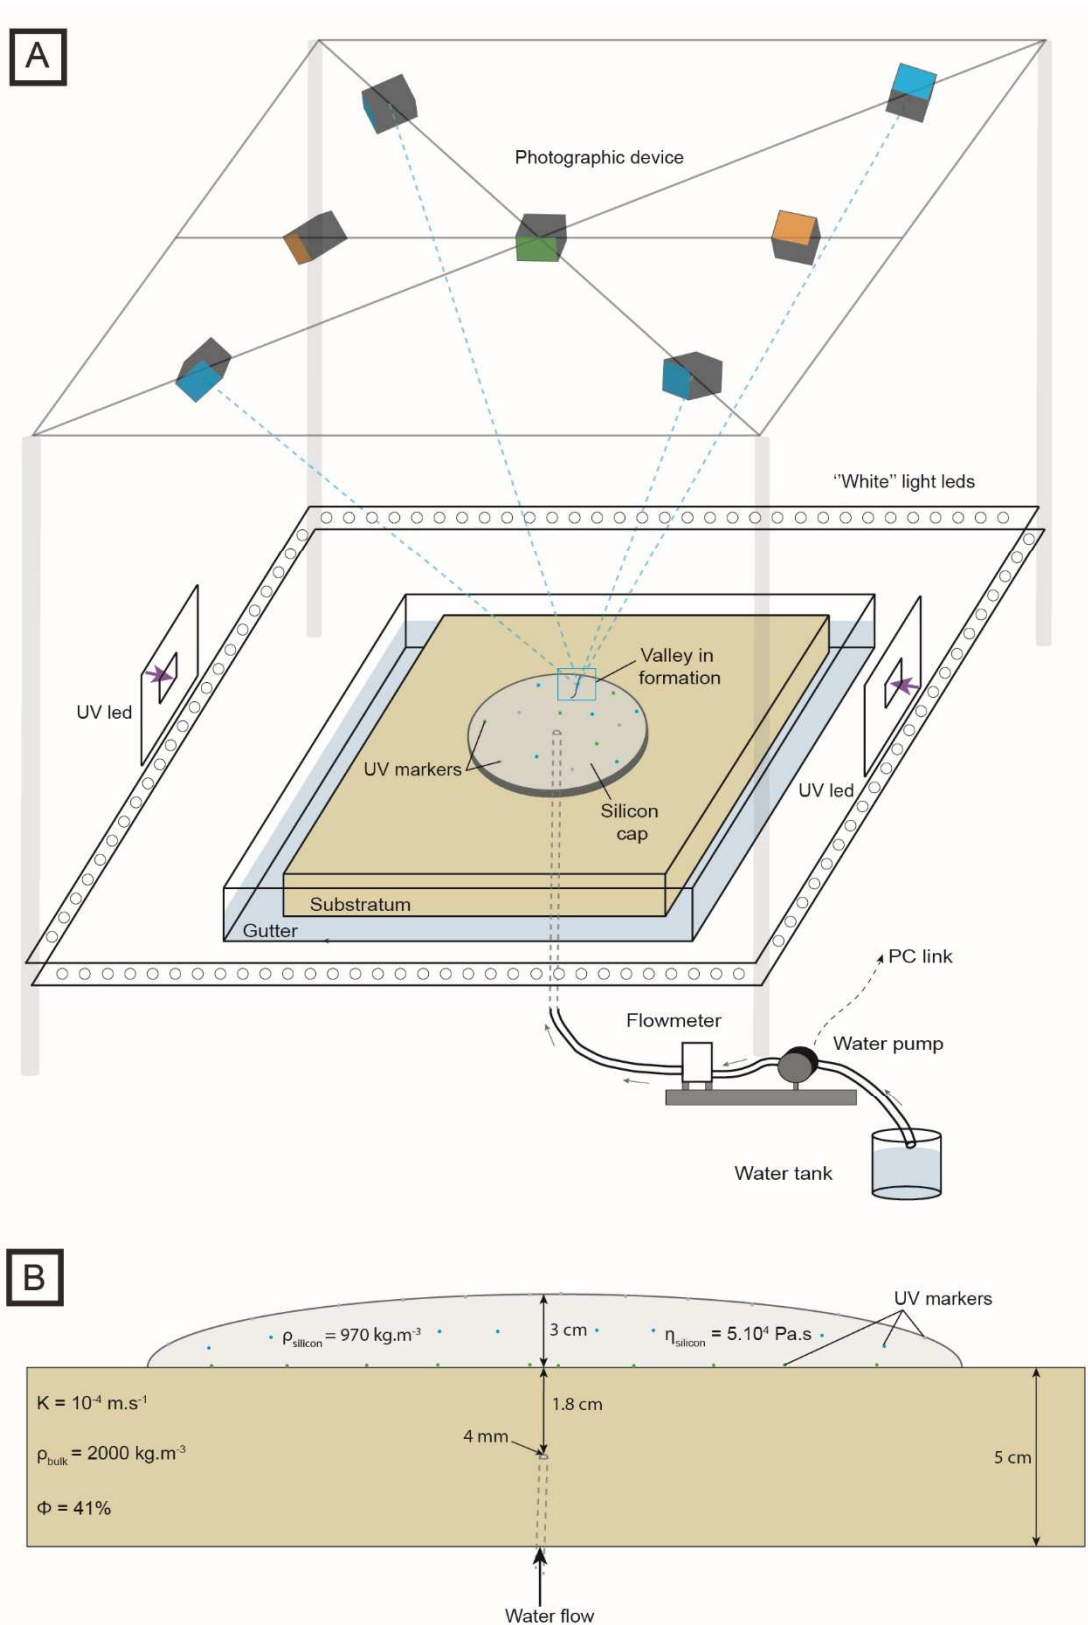 A
Photographic device
‘‘White’’ light leds
Valley in
formation
UV led
UV markers
UV led
Silicon
cap
Substratum
Gutter
PC link
Flowmeter
Water pump
Water tank
B
UV markers
ρsilicon = 970 kg.m⁻³
3 cm
ηsilicon = 5.10⁴ Pa.s
K = 10⁻⁴ m.s⁻¹
1.8 cm
4 mm
ρbulk = 2000 kg.m⁻³
5 cm
Φ = 41%
Water flow